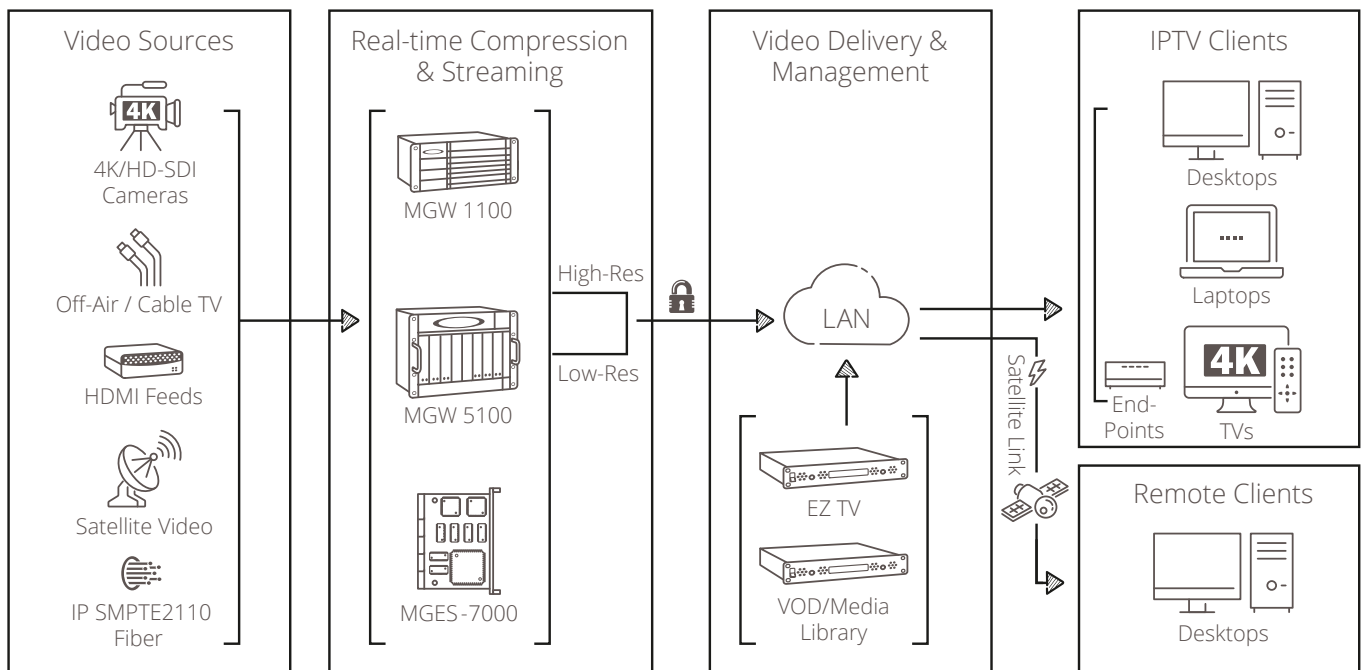 Video Sources
4K
4K/HD-SDI
Cameras
Off-Air / Cable TV
HDMI Feeds
Satellite Video
IP SMPTE2110
Fiber
Real-time Compression
& Streaming
MGW 1100
MGW 5100
MGES-7000
High-Res
Low-Res
Video Delivery &
Management
LAN
EZ TV
VOD/Media
Library
Satellite Link
IPTV Clients
Desktops
Laptops
4K
End-
Points
TVs
Remote Clients
Desktops